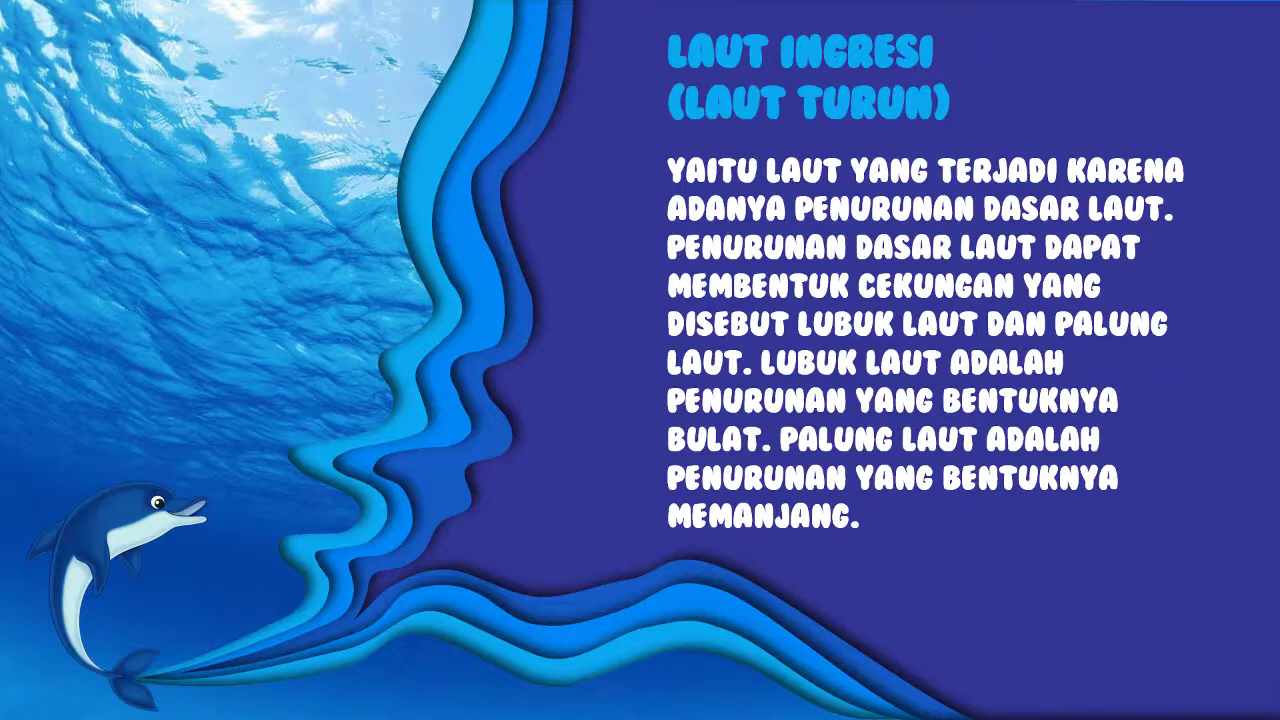 LAUT INGRESI
(LAUT TURUN)
YAITU LAUT YANG TERJADI KARENA
ADANYA PENURUNAN DASAR LAUT.
PENURUNAN DASAR LAUT DAPAT
MEMBENTUK CEKUNGAN YANG
DISEBUT LUBUK LAUT DAN PALUNG
LAUT. LUBUK LAUT ADALAH
PENURUNAN YANG BENTUKNYA
BULAT. PALUNG LAUT ADALAH
PENURUNAN YANG BENTUKNYA
MEMANJANG.